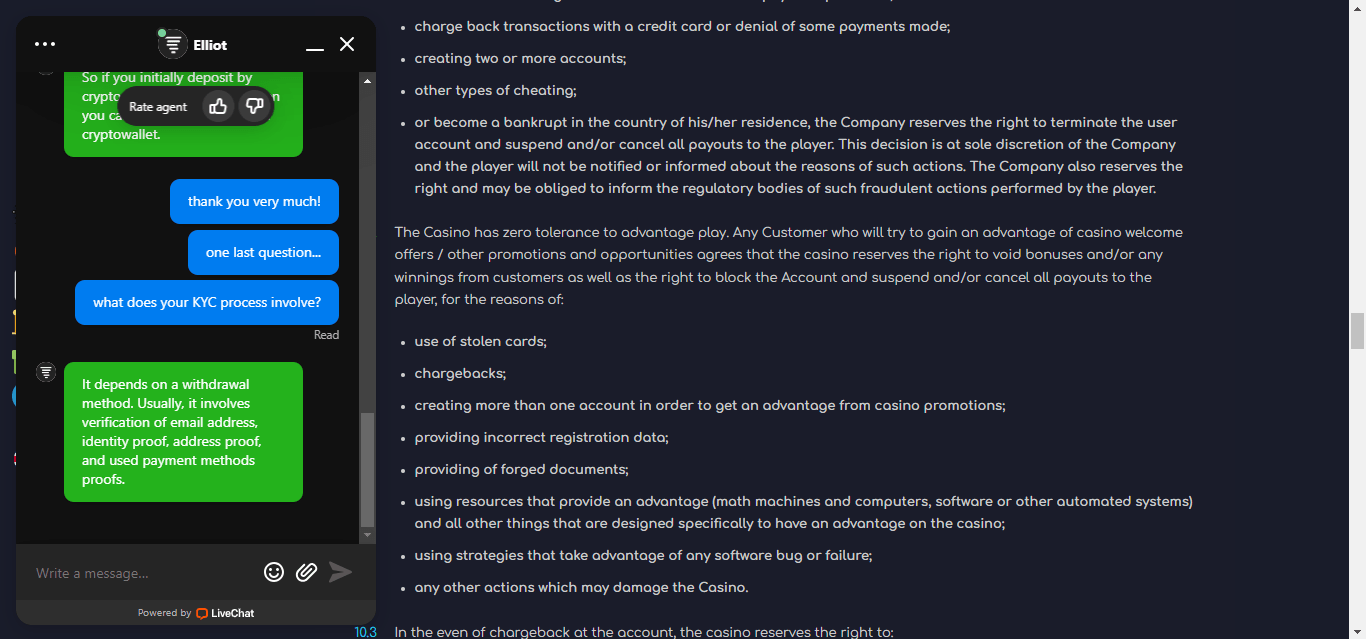 Elliot
So if you initially deposit by
crypto
you ca
cryptowallet.
Rate agent
thank you very much!
one last question...
what does your KYC process involve?
Read
It depends on a withdrawal
method. Usually, it involves
verification of email address,
identity proof, address proof,
and used payment methods
proofs.
Write a message...
Powered by LiveChat
• charge back transactions with a credit card or denial of some payments made;
• creating two or more accounts;
• other types of cheating;
• or become a bankrupt in the country of his/her residence, the Company reserves the right to terminate the user
account and suspend and/or cancel all payouts to the player. This decision is at sole discretion of the Company
and the player will not be notified or informed about the reasons of such actions. The Company also reserves the
right and may be obliged to inform the regulatory bodies of such fraudulent actions performed by the player.
The Casino has zero tolerance to advantage play. Any Customer who will try to gain an advantage of casino welcome
offers / other promotions and opportunities agrees that the casino reserves the right to void bonuses and/or any
winnings from customers as well as the right to block the Account and suspend and/or cancel all payouts to the
player, for the reasons of:
• use of stolen cards;
• chargebacks;
• creating more than one account in order to get an advantage from casino promotions;
• providing incorrect registration data;
• providing of forged documents;
• using resources that provide an advantage (math machines and computers, software or other automated systems)
and all other things that are designed specifically to have an advantage on the casino;
• using strategies that take advantage of any software bug or failure;
• any other actions which may damage the Casino.
10.3 In the even of chargeback at the account, the casino reserves the right to: